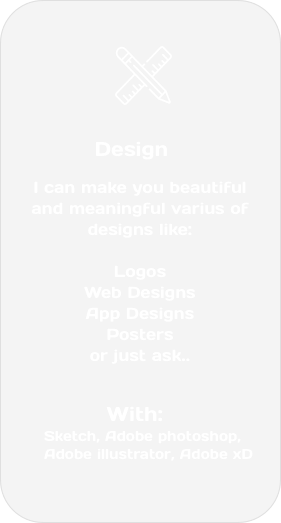 Design
I can make you beautiful
and meaningful varius of
designs like:
Logos
Web Designs
App Designs
Posters
or just ask..
With:
Sketch, Adobe photoshop,
Adobe illustrator, Adobe xD